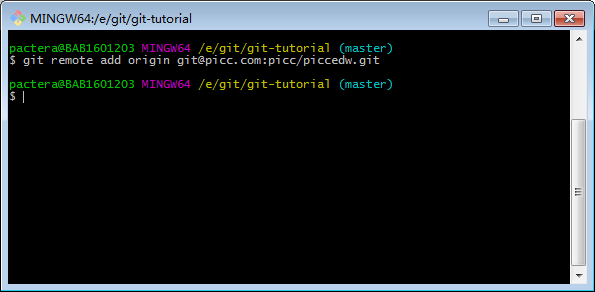 MINGW64:/e/git/git-tutorial
pactera@BAB1601203 MINGW64 /e/git/git-tutorial (master)
$ git remote add origin git@picc.com:picc/piccedw.git
pactera@BAB1601203 MINGW64 /e/git/git-tutorial (master)
$